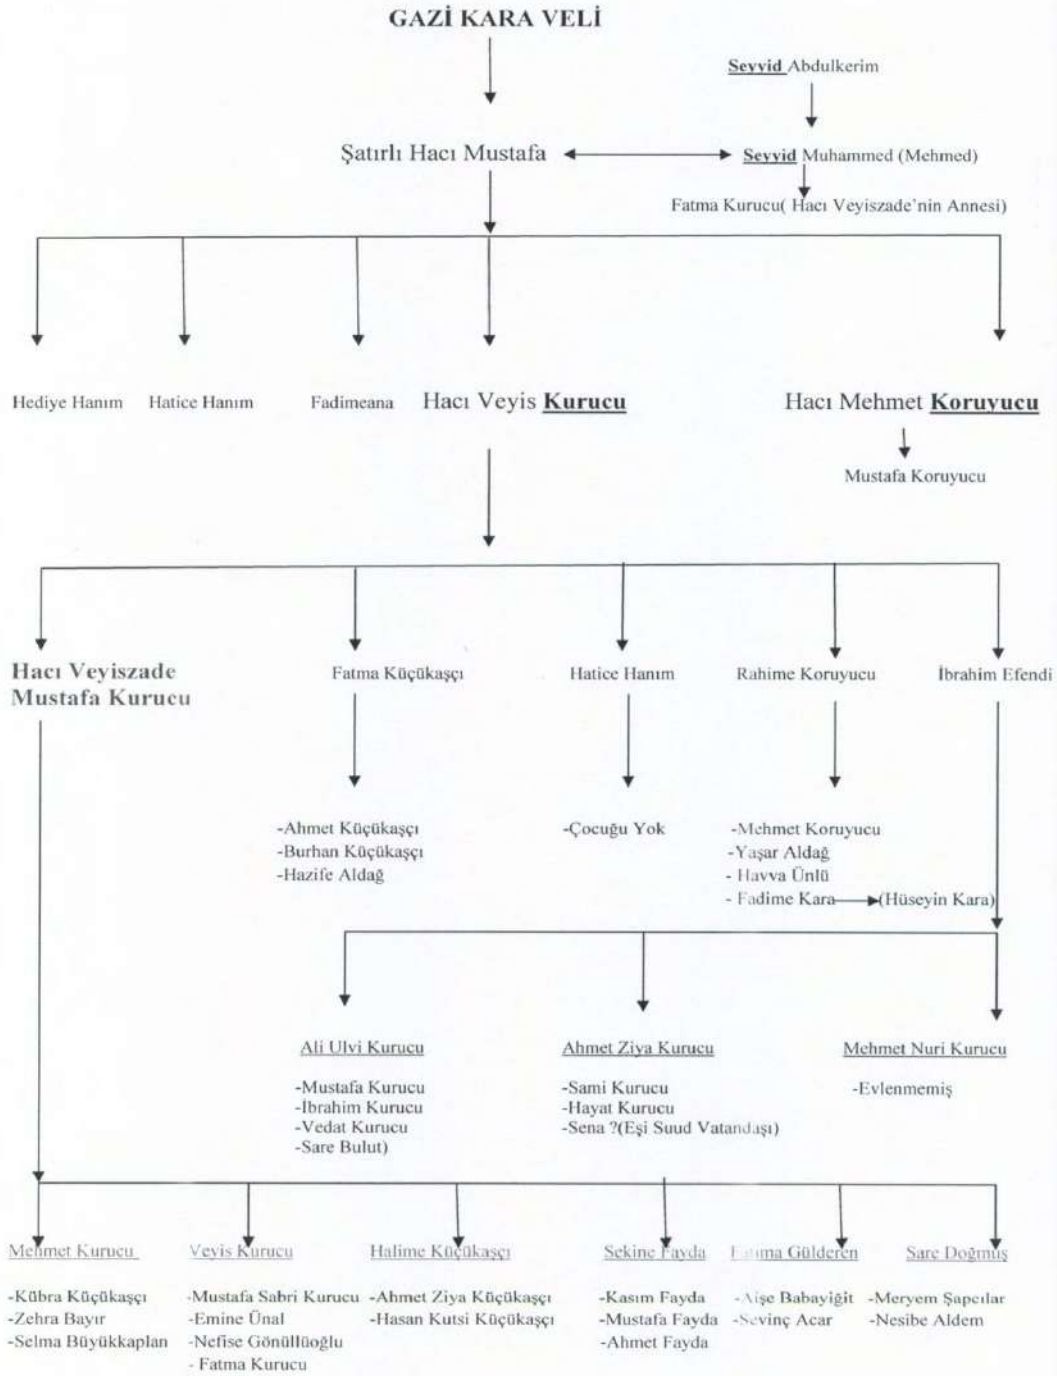 GAZİ KARA VELİ
Seyyid Abdulkerim
Şatırlı Hacı Mustafa
Seyyid Muhammed (Mehmed)
Fatma Kurucu( Hacı Veyiszade'nin Annesi)
Hediye Hanım
Hatice Hanım
Fadimeana
Hacı Veyis Kurucu
Hacı Mehmet Koruyucu
Mustafa Koruyucu
Hacı Veyiszade
Mustafa Kurucu
Fatma Küçükaşçı
Hatice Hanım
Rahime Koruyucu
İbrahim Efendi
-Ahmet Küçükaşçı
-Burhan Küçükaşçı
-Hazife Aldağ
-Çocuğu Yok
-Mehmet Koruyucu
-Yaşar Aldağ
- Havva Ünlü
- Fadime Kara (Hüseyin Kara)
Ali Ulvi Kurucu
-Mustafa Kurucu
-İbrahim Kurucu
-Vedat Kurucu
-Sare Bulut)
Ahmet Ziya Kurucu
-Sami Kurucu
-Hayat Kurucu
-Sena ?(Eşi Suud Vatandaşı)
Mehmet Nuri Kurucu
-Evlenmemiş
Mehmet Kurucu
-Kübra Küçükaşçı
-Zehra Bayır
-Selma Büyükkaplan
Veyis Kurucu
-Mustafa Sabri Kurucu
-Emine Ünal
-Nefise Gönüllüoğlu
- Fatma Kurucu
Halime Küçükaşçı
-Ahmet Ziya Küçükaşçı
-Hasan Kutsi Küçükaşçı
Sekine Fayda
-Kasım Fayda
-Mustafa Fayda
-Ahmet Fayda
Fatıma Gülderen
-Aişe Babayiğit
-Sevinç Acar
Sare Doğmuş
-Meryem Şapcılar
-Nesibe Aldem